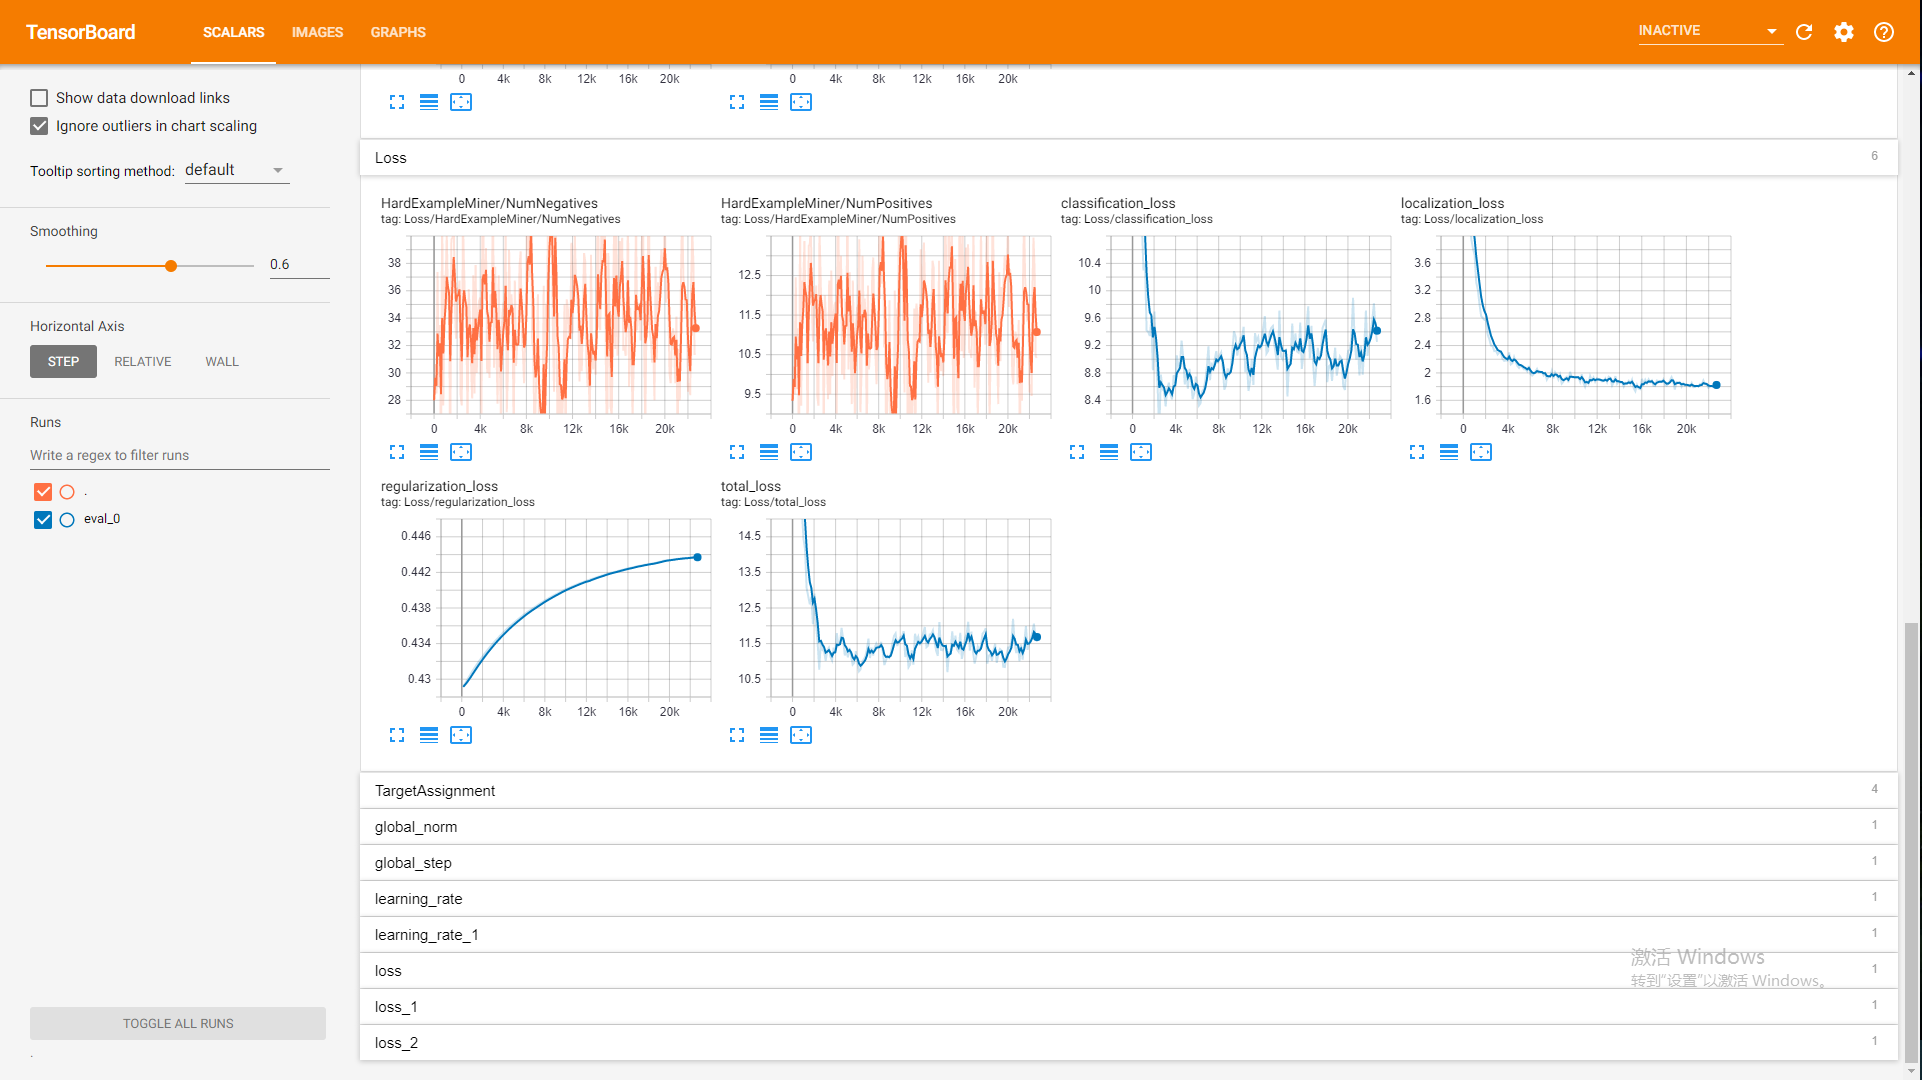 TensorBoard
SCALARS
IMAGES
GRAPHS
INACTIVE
Show data download links
Ignore outliers in chart scaling
Tooltip sorting method: default
Smoothing
0.6
Horizontal Axis
STEP
RELATIVE
WALL
Runs
Write a regex to filter runs
.
eval_0
TOGGLE ALL RUNS
.
0 4k 8k 12k 16k 20k
0 4k 8k 12k 16k 20k
Loss
6
HardExampleMiner/NumNegatives
tag: Loss/HardExampleMiner/NumNegatives
38
36
34
32
30
28
0 4k 8k 12k 16k 20k
HardExampleMiner/NumPositives
tag: Loss/HardExampleMiner/NumPositives
12.5
11.5
10.5
9.5
0 4k 8k 12k 16k 20k
classification_loss
tag: Loss/classification_loss
10.4
10
9.6
9.2
8.8
8.4
0 4k 8k 12k 16k 20k
localization_loss
tag: Loss/localization_loss
3.6
3.2
2.8
2.4
2
1.6
0 4k 8k 12k 16k 20k
regularization_loss
tag: Loss/regularization_loss
0.446
0.442
0.438
0.434
0.43
0 4k 8k 12k 16k 20k
total_loss
tag: Loss/total_loss
14.5
13.5
12.5
11.5
10.5
0 4k 8k 12k 16k 20k
TargetAssignment
4
global_norm
1
global_step
1
learning_rate
1
learning_rate_1
1
loss
1
loss_1
1
loss_2
1
激活 Windows
转到"设置"以激活 Windows。